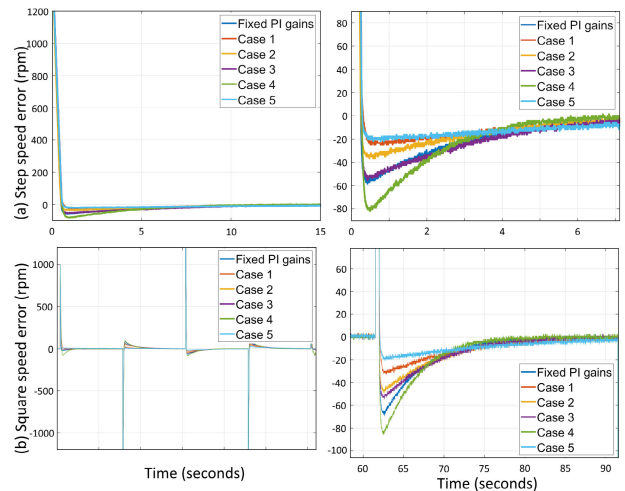 (a) Step speed error (rpm)
1200
1000
800
600
400
200
0
0
5
10
15
Fixed PI gains
Case 1
Case 2
Case 3
Case 4
Case 5
80
60
40
20
0
-20
-40
-60
-80
0
2
4
6
Fixed PI gains
Case 1
Case 2
Case 3
Case 4
Case 5
(b) Square speed error (rpm)
1000
500
0
-500
-1000
Fixed PI gains
Case 1
Case 2
Case 3
Case 4
Case 5
Time (seconds)
60
40
20
0
-20
-40
-60
-80
-100
60
65
70
75
80
85
90
Fixed PI gains
Case 1
Case 2
Case 3
Case 4
Case 5
Time (seconds)